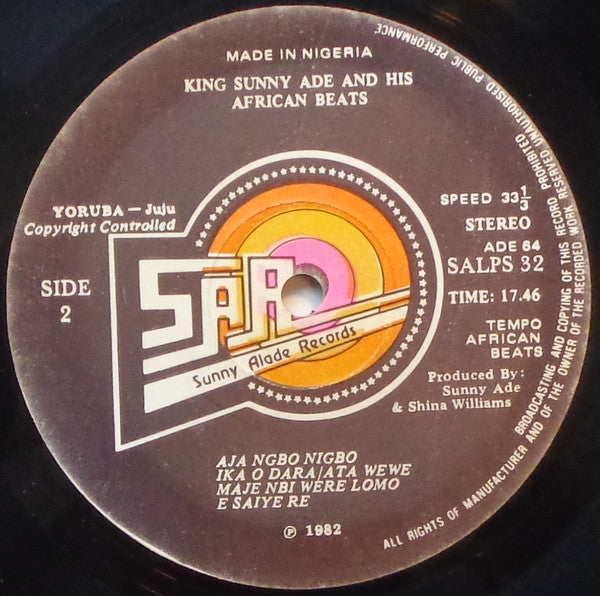 MADE IN NIGERIA
KING SUNNY ADE AND HIS
AFRICAN BEATS
YORUBA — Juju
Copyright Controlled
SIDE
2
SPEED 33 1/3
STEREO
ADE 64
SALPS 32
TIME: 17.46
TEMPO
AFRICAN
BEATS
Produced By:
Sunny Ade
& Shina Williams
SAR
Sunny Alade Records
AJA NGBO NIGBO
IKA O DARA/ATA WEWE
MAJE NBI WERE LOMO
E SAIYE RE
℗ 1982
ALL RIGHTS OF MANUFACTURER AND OF THE OWNER OF THE RECORDED WORK RESERVED UNAUTHORISED PUBLIC PERFORMANCE
BROADCASTING AND COPYING OF THIS RECORD PROHIBITED